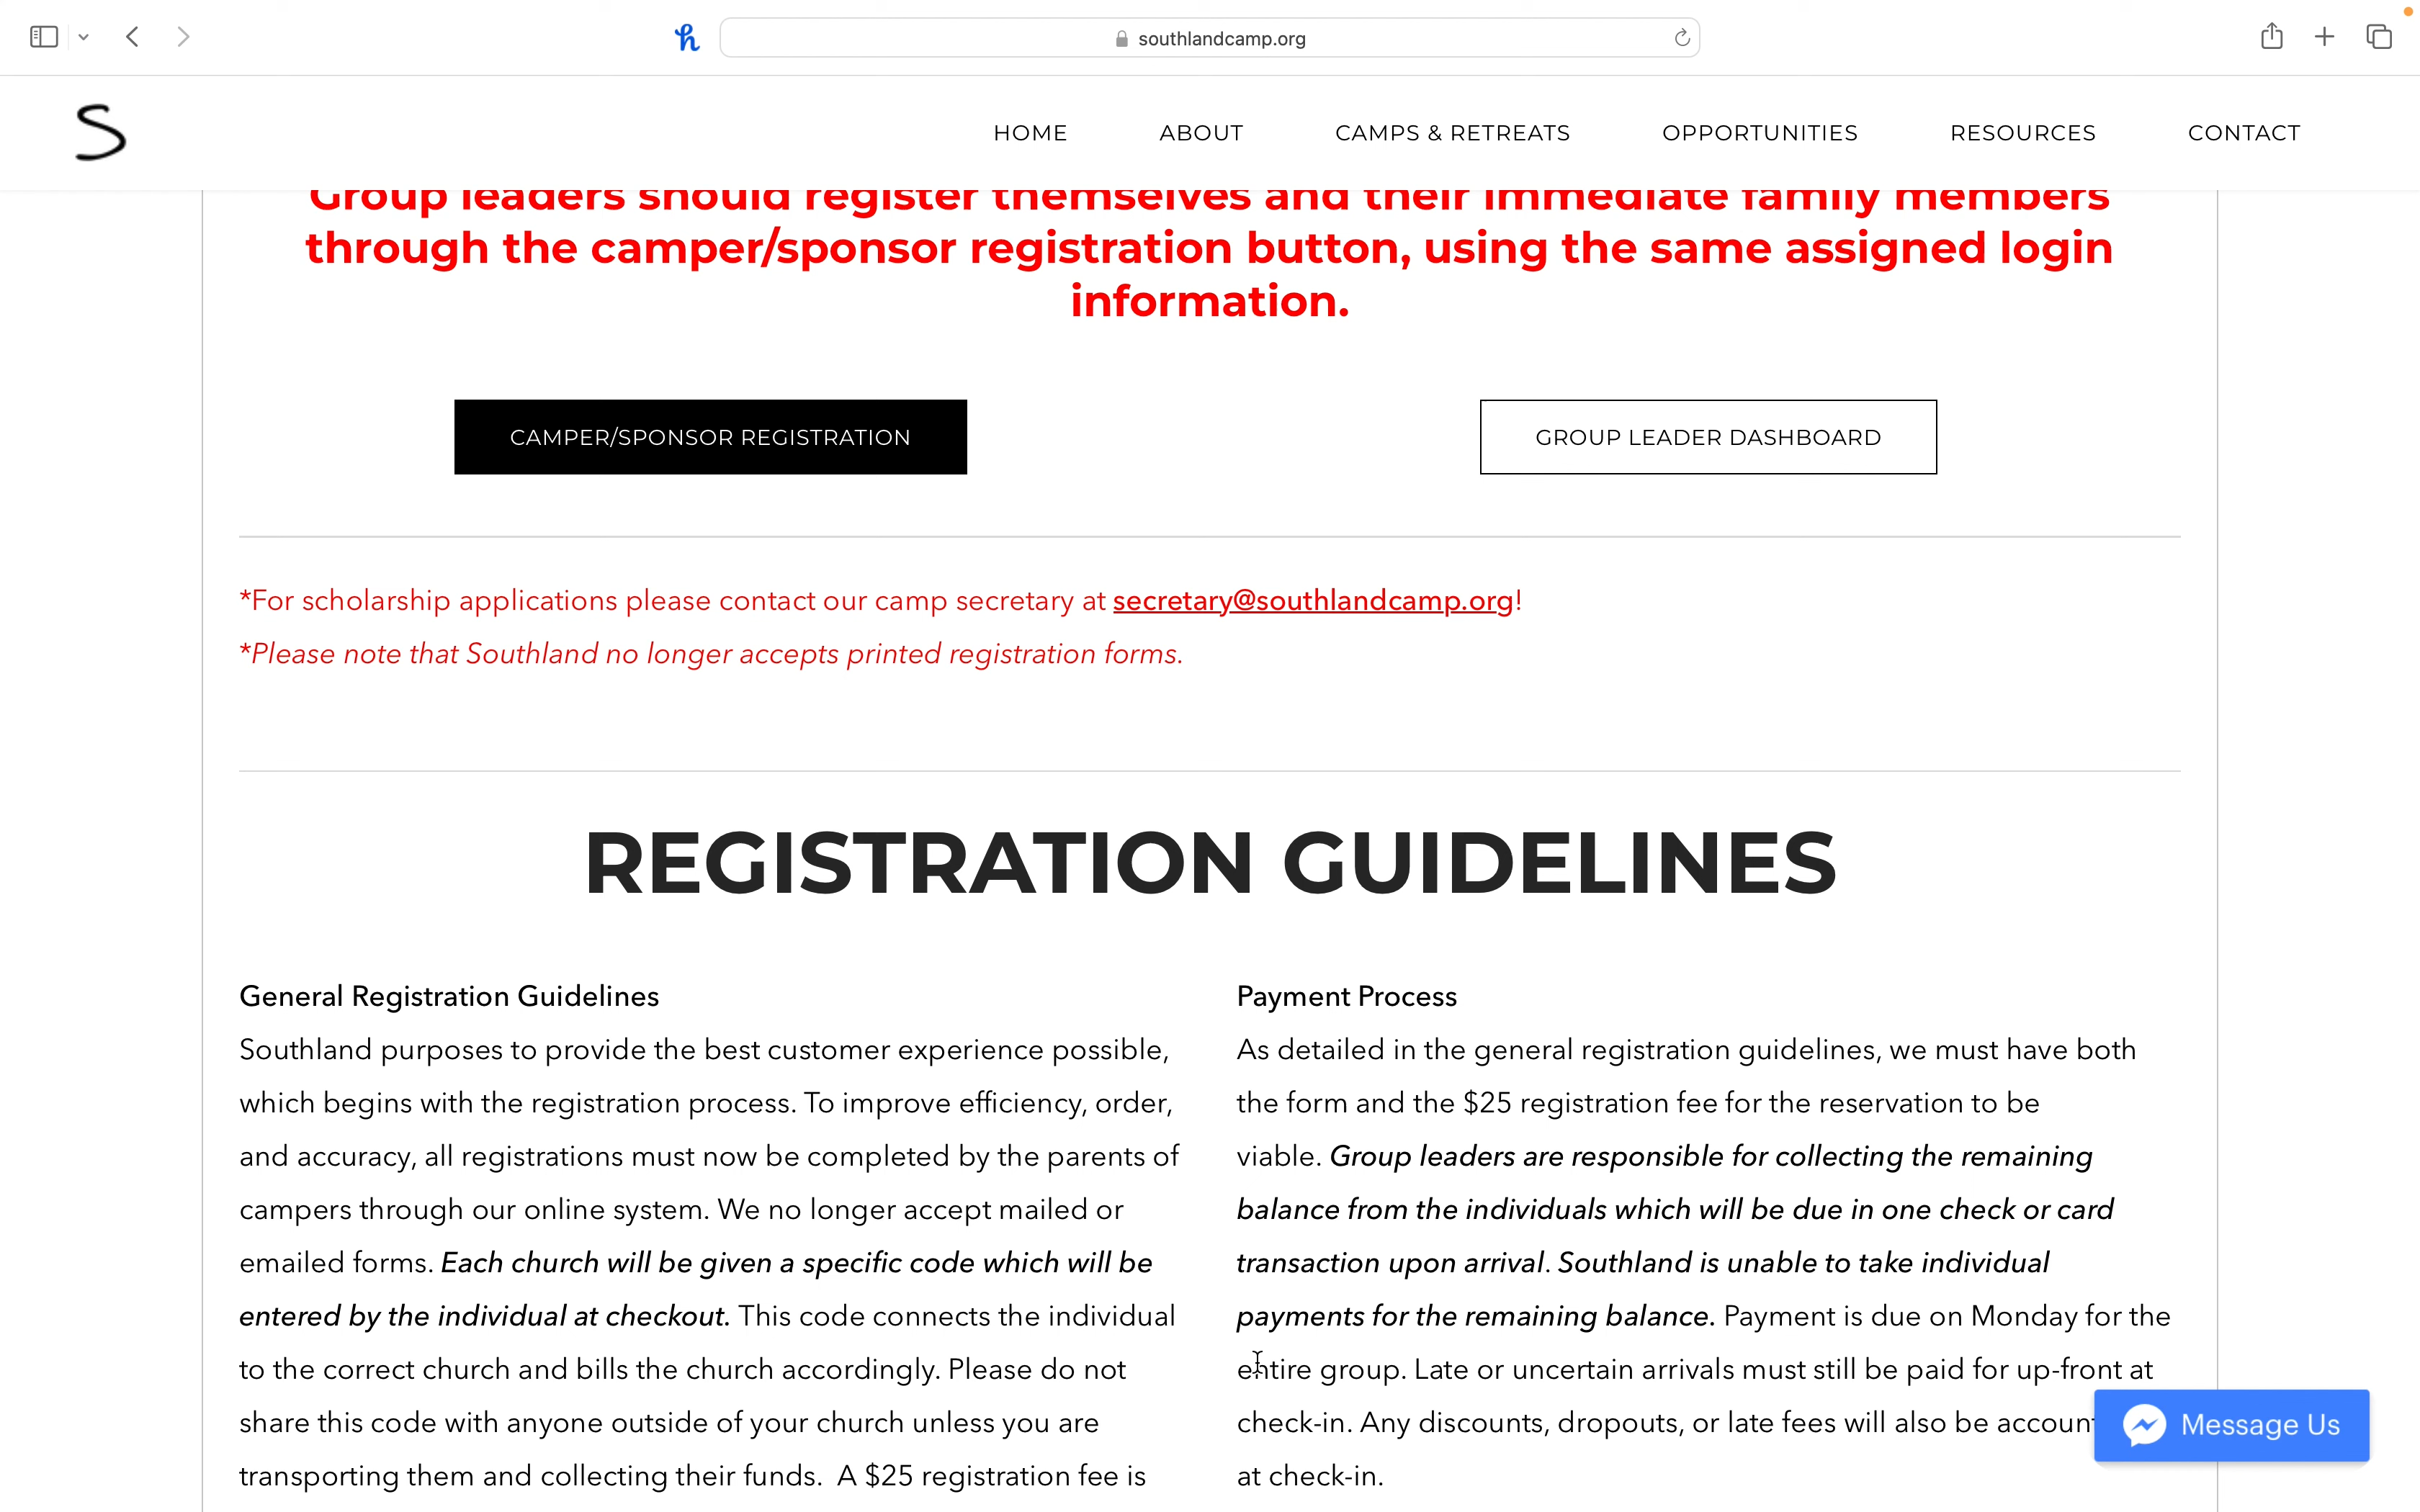 southlandcamp.org
S
HOME ABOUT CAMPS & RETREATS OPPORTUNITIES RESOURCES CONTACT
Group leaders should register themselves and their immediate family members
through the camper/sponsor registration button, using the same assigned login
information.
CAMPER/SPONSOR REGISTRATION
GROUP LEADER DASHBOARD
*For scholarship applications please contact our camp secretary at secretary@southlandcamp.org!
*Please note that Southland no longer accepts printed registration forms.
REGISTRATION GUIDELINES
General Registration Guidelines
Southland purposes to provide the best customer experience possible,
which begins with the registration process. To improve efficiency, order,
and accuracy, all registrations must now be completed by the parents of
campers through our online system. We no longer accept mailed or
emailed forms. Each church will be given a specific code which will be
entered by the individual at checkout. This code connects the individual
to the correct church and bills the church accordingly. Please do not
share this code with anyone outside of your church unless you are
transporting them and collecting their funds. A $25 registration fee is
Payment Process
As detailed in the general registration guidelines, we must have both
the form and the $25 registration fee for the reservation to be
viable. Group leaders are responsible for collecting the remaining
balance from the individuals which will be due in one check or card
transaction upon arrival. Southland is unable to take individual
payments for the remaining balance. Payment is due on Monday for the
entire group. Late or uncertain arrivals must still be paid for up-front at
check-in. Any discounts, dropouts, or late fees will also be account
at check-in.
Message Us